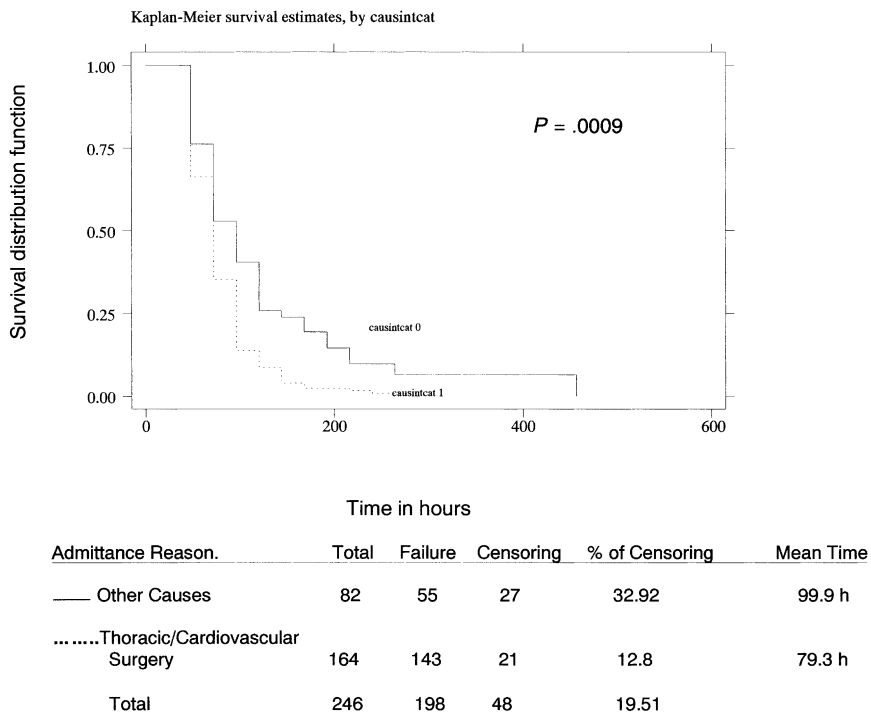 Kaplan-Meier survival estimates, by causintcat
Survival distribution function
1.00
0.75
0.50
0.25
0.00
P = .0009
causintcat 0
causintcat 1
0 200 400 600
Time in hours
Admittance Reason. Total Failure Censoring % of Censoring Mean Time
Other Causes 82 55 27 32.92 99.9 h
Thoracic/Cardiovascular
Surgery 164 143 21 12.8 79.3 h
Total 246 198 48 19.51